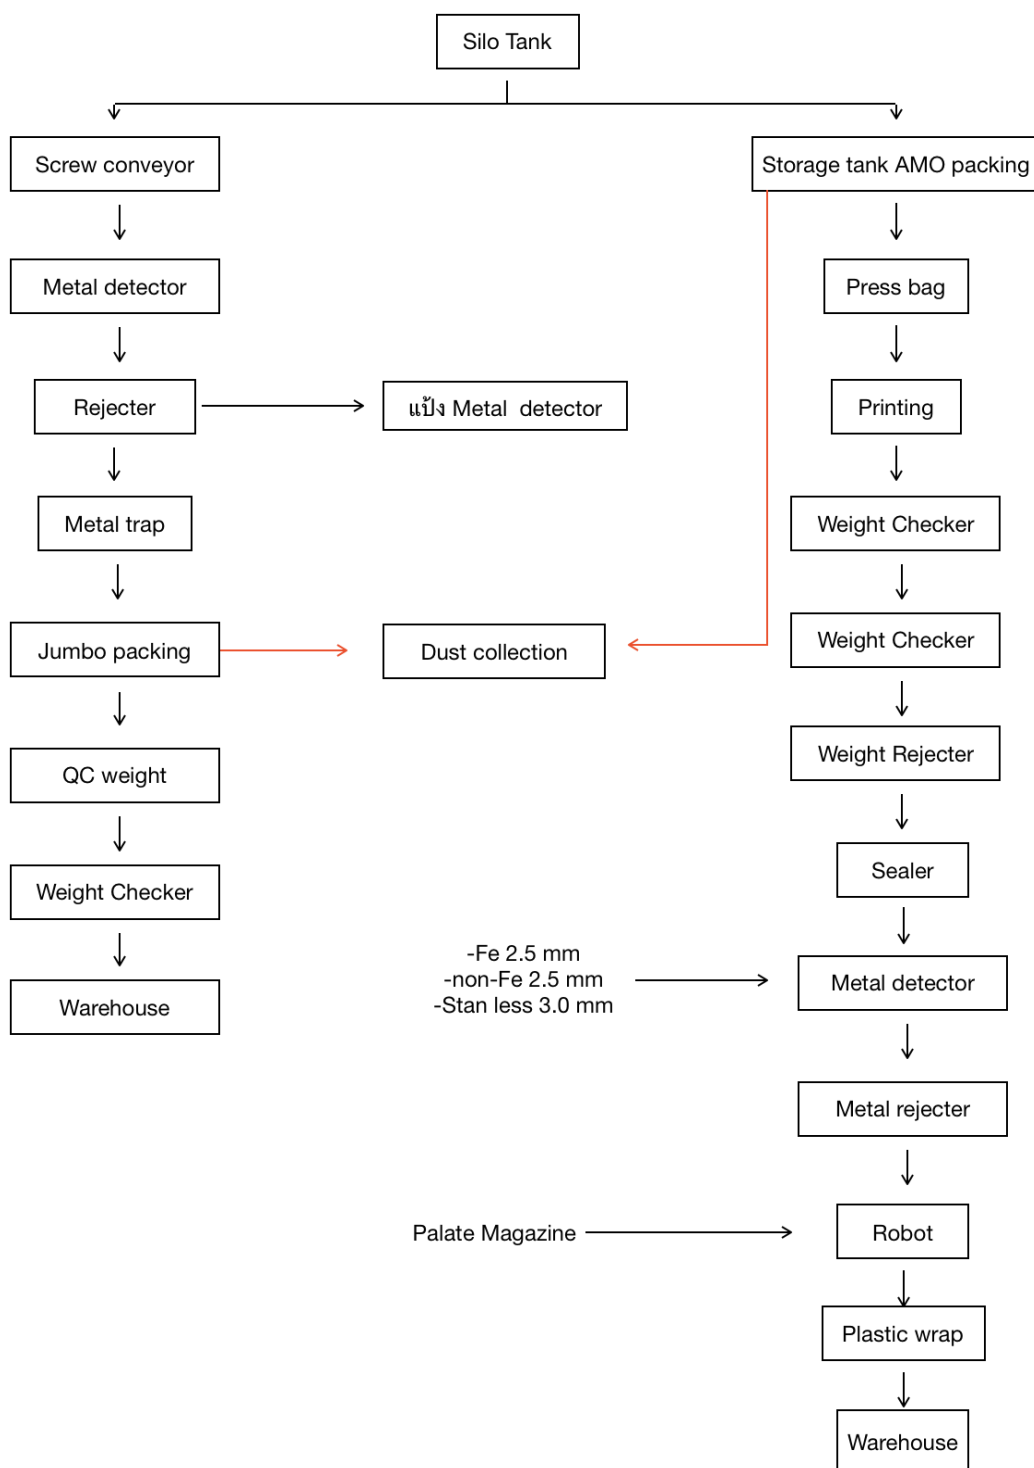 Silo Tank
Screw conveyor
Storage tank AMO packing
Metal detector
Press bag
Rejecter
แป้ง Metal detector
Printing
Metal trap
Weight Checker
Jumbo packing
Dust collection
Weight Checker
QC weight
Weight Rejecter
Weight Checker
Sealer
-Fe 2.5 mm
-non-Fe 2.5 mm
-Stan less 3.0 mm
Metal detector
Warehouse
Metal rejecter
Palate Magazine
Robot
Plastic wrap
Warehouse